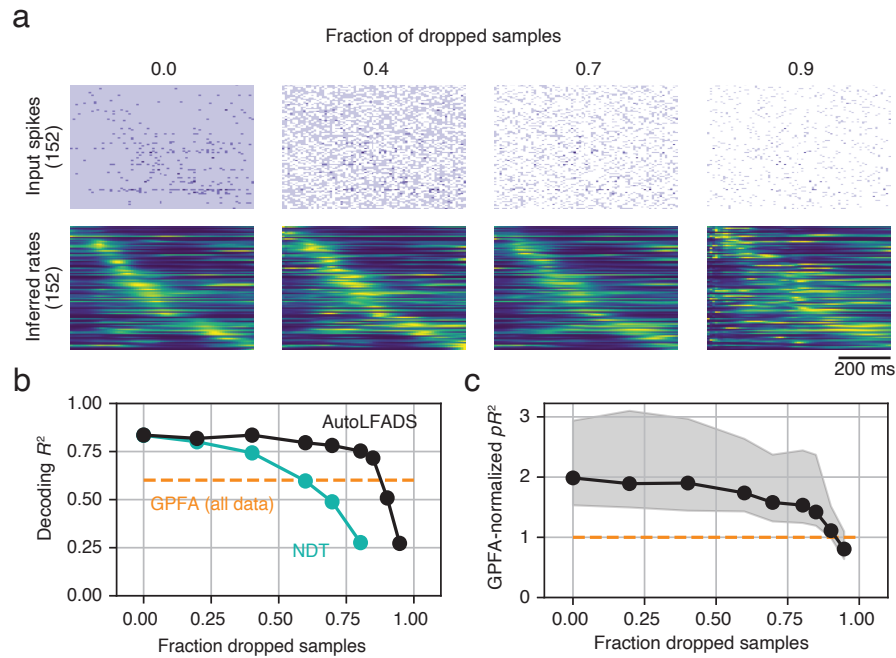 a
Fraction of dropped samples
0.0 0.4 0.7 0.9
Input spikes
(152)
Inferred rates
(152)
200 ms
b
1.00
0.75
0.50
0.25
0.00
Decoding R²
AutoLFADS
GPFA (all data)
NDT
0.00 0.25 0.50 0.75 1.00
Fraction dropped samples
c
3
2
1
0
GPFA-normalized pR²
0.00 0.25 0.50 0.75 1.00
Fraction dropped samples